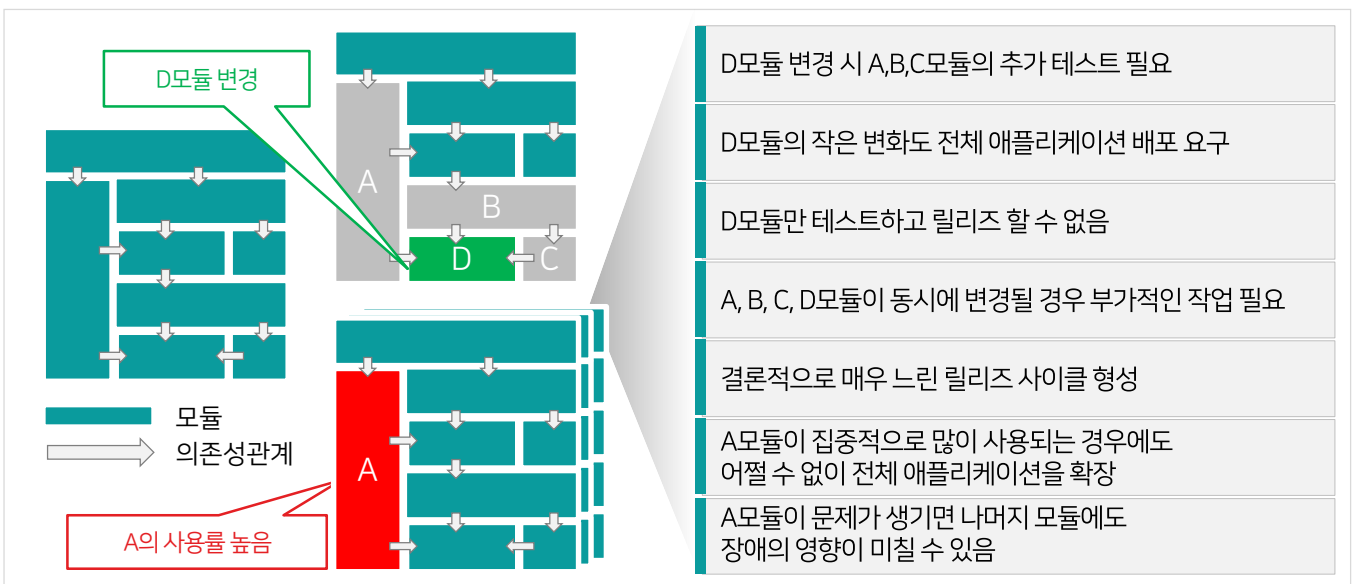 D모듈 변경
A
B
D
C
모듈
의존성관계
A
A의 사용률 높음
D모듈 변경 시 A,B,C모듈의 추가 테스트 필요
D모듈의 작은 변화도 전체 애플리케이션 배포 요구
D모듈만 테스트하고 릴리즈 할 수 없음
A, B, C, D모듈이 동시에 변경될 경우 부가적인 작업 필요
결론적으로 매우 느린 릴리즈 사이클 형성
A모듈이 집중적으로 많이 사용되는 경우에도
어쩔 수 없이 전체 애플리케이션을 확장
A모듈이 문제가 생기면 나머지 모듈에도
장애의 영향이 미칠 수 있음